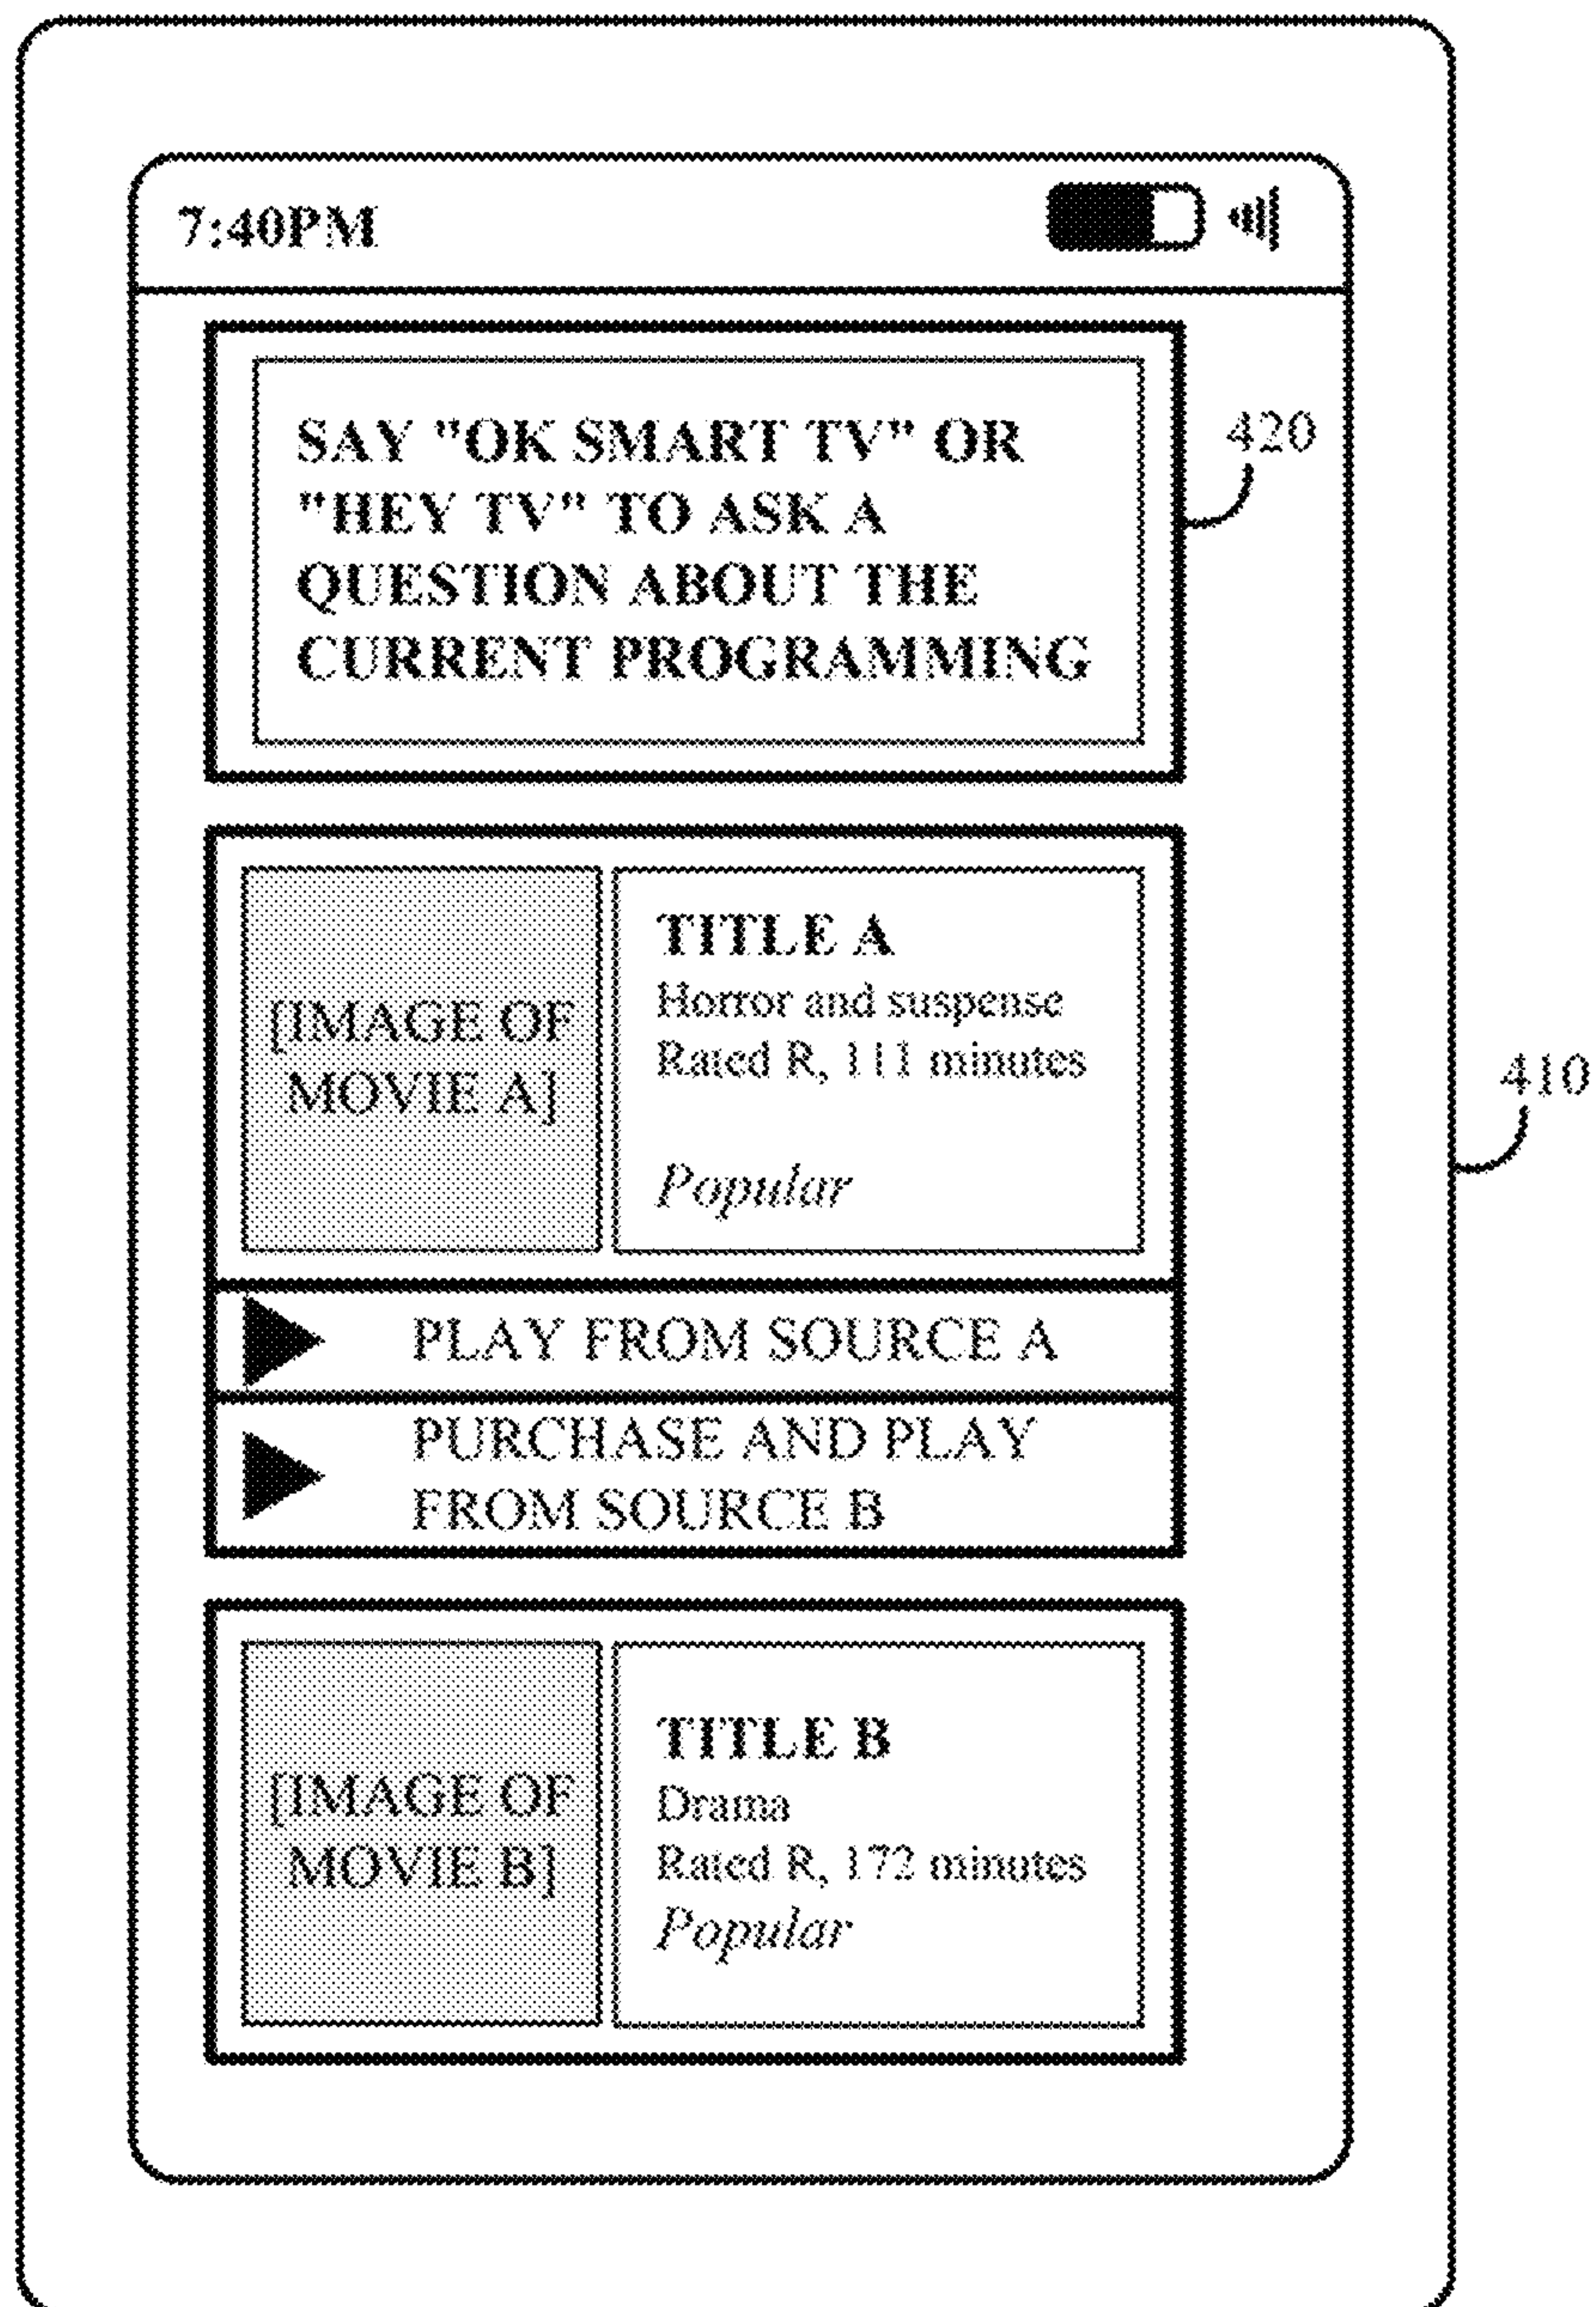 7:40PM
SAY "OK SMART TV" OR
"HEY TV" TO ASK A
QUESTION ABOUT THE
CURRENT PROGRAMMING
420
[IMAGE OF
MOVIE A]
TITLE A
Horror and suspense
Rated R, 111 minutes
Popular
410
PLAY FROM SOURCE A
PURCHASE AND PLAY
FROM SOURCE B
[IMAGE OF
MOVIE B]
TITLE B
Drama
Rated R, 172 minutes
Popular